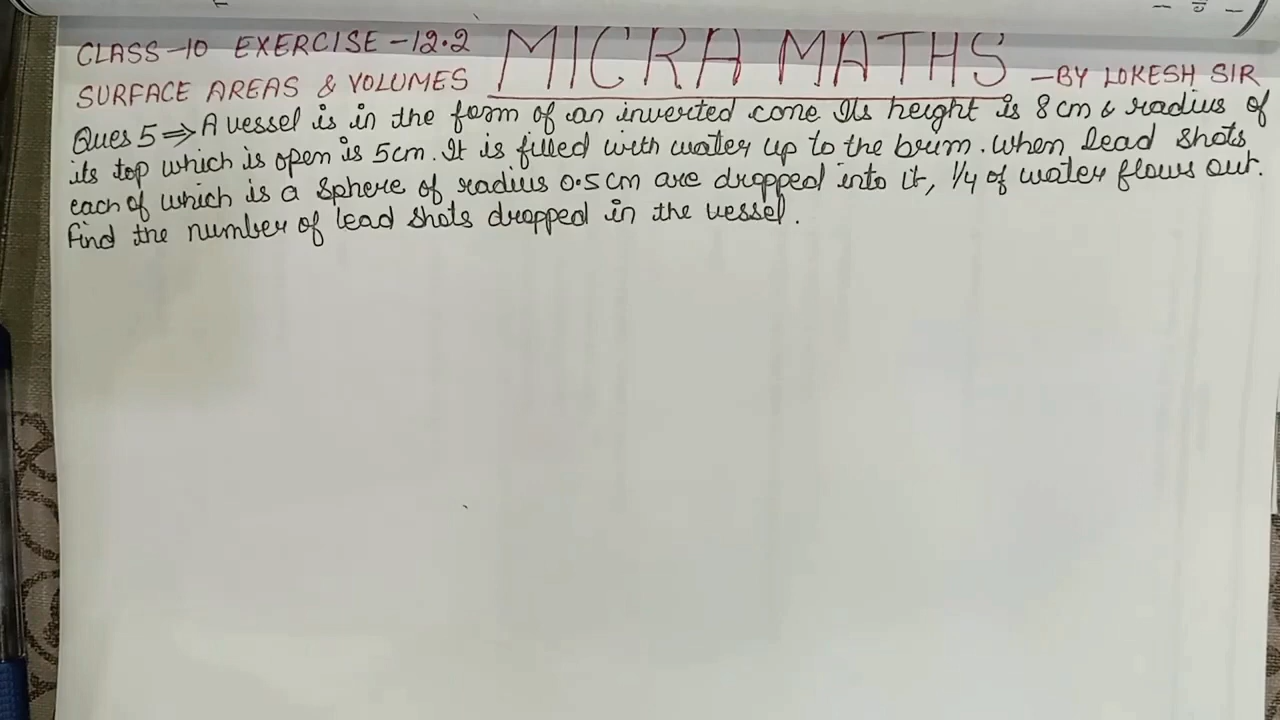 CLASS-10 EXERCISE-12.2
SURFACE AREAS & VOLUMES
MICRA MATHS
-BY LOKESH SIR
Ques 5 ⇒ A vessel is in the form of an inverted cone. Its height is 8 cm & radius of
its top which is open is 5cm. It is filled with water up to the brim. When lead shots
each of which is a sphere of radius 0.5 cm are dropped into it, 1/4 of water flows out.
Find the number of lead shots dropped in the vessel.